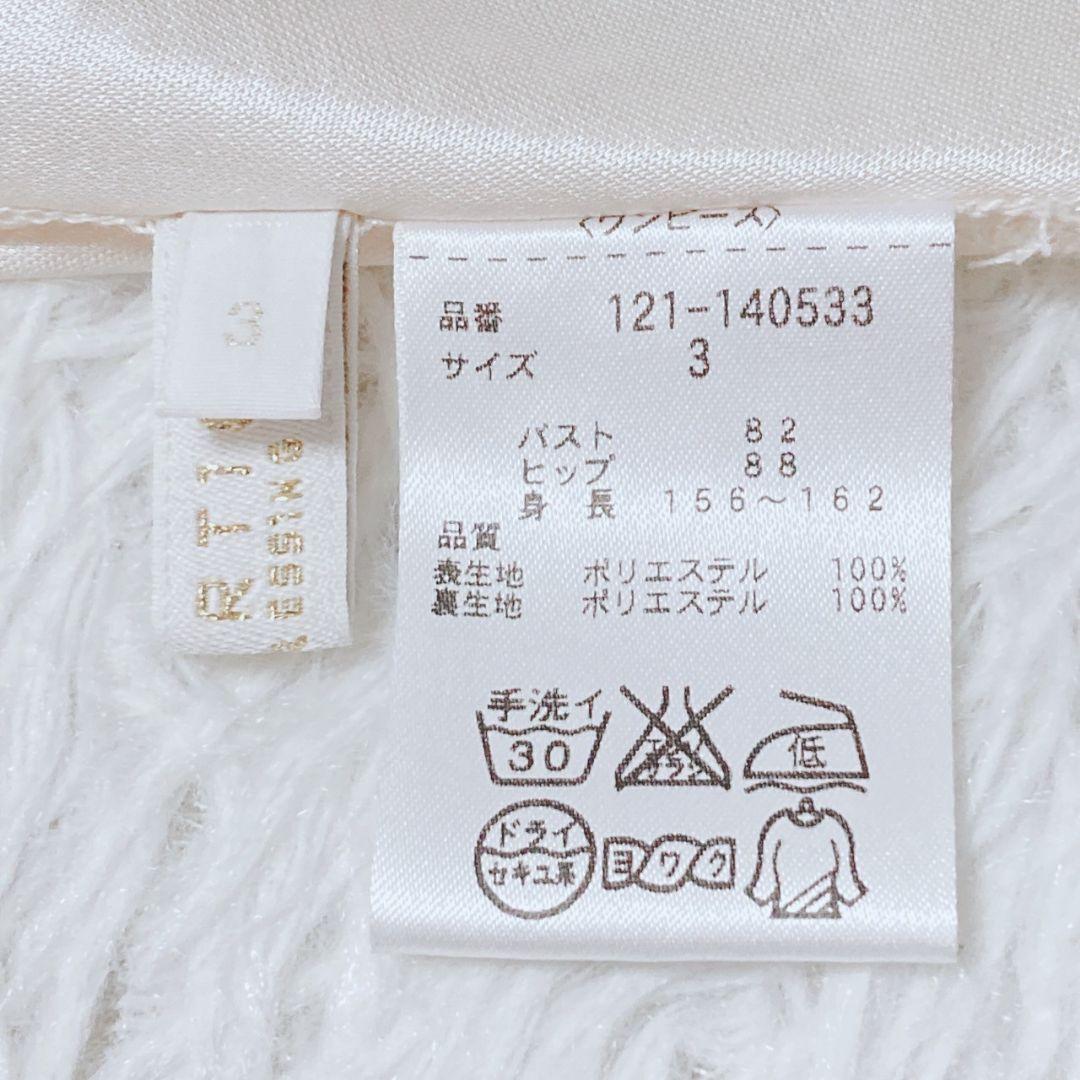 〈ワンピース〉
品番 121-140533
サイズ 3
バスト 82
ヒップ 88
身長 156～162
品質
表生地 ポリエステル 100%
裏生地 ポリエステル 100%
手洗イ
30
低
ドライ
セキユ系
ヨワク
3
RTI
ESSING